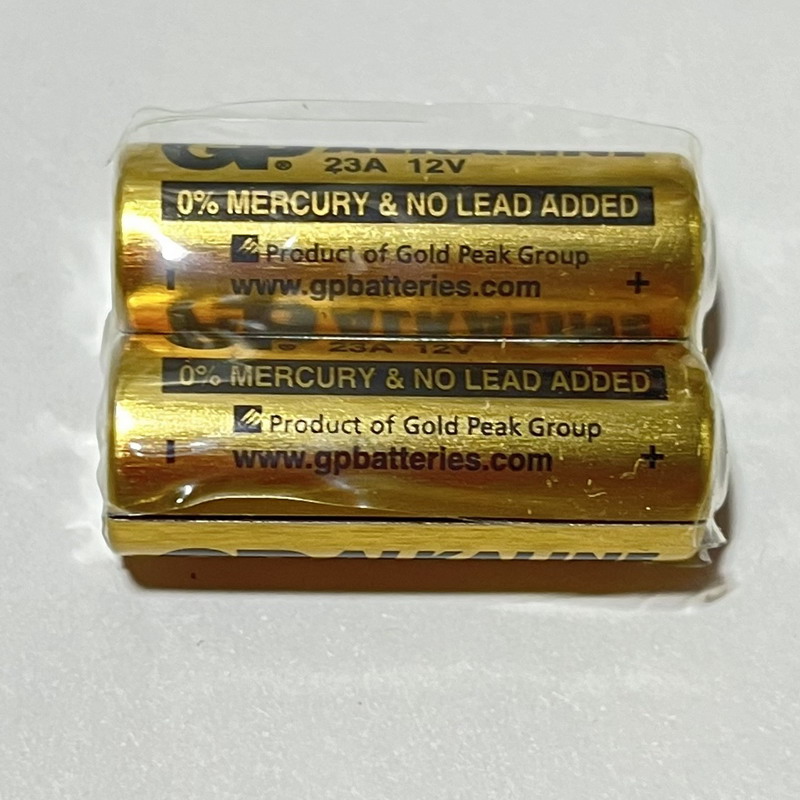 GP® ALKALINE
23A 12V
0% MERCURY & NO LEAD ADDED
Product of Gold Peak Group
- +
www.gpbatteries.com
GP ALKALINE
23A 12V
0% MERCURY & NO LEAD ADDED
Product of Gold Peak Group
- +
www.gpbatteries.com
GP ALKALINE